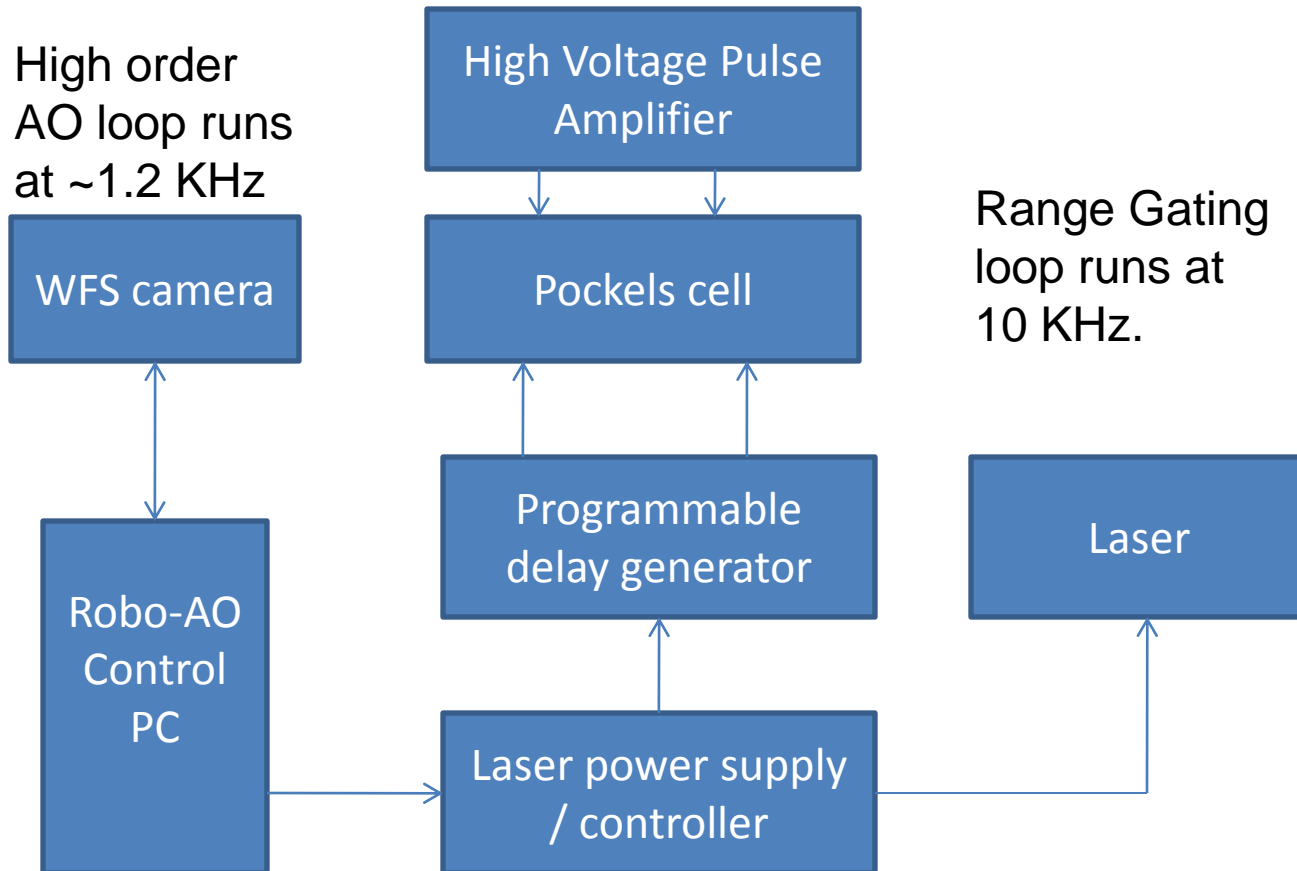 High order
AO loop runs
at ~1.2 KHz
High Voltage Pulse
Amplifier
Range Gating
loop runs at
10 KHz.
WFS camera
Pockels cell
Programmable
delay generator
Laser
Robo-AO
Control
PC
Laser power supply
/ controller